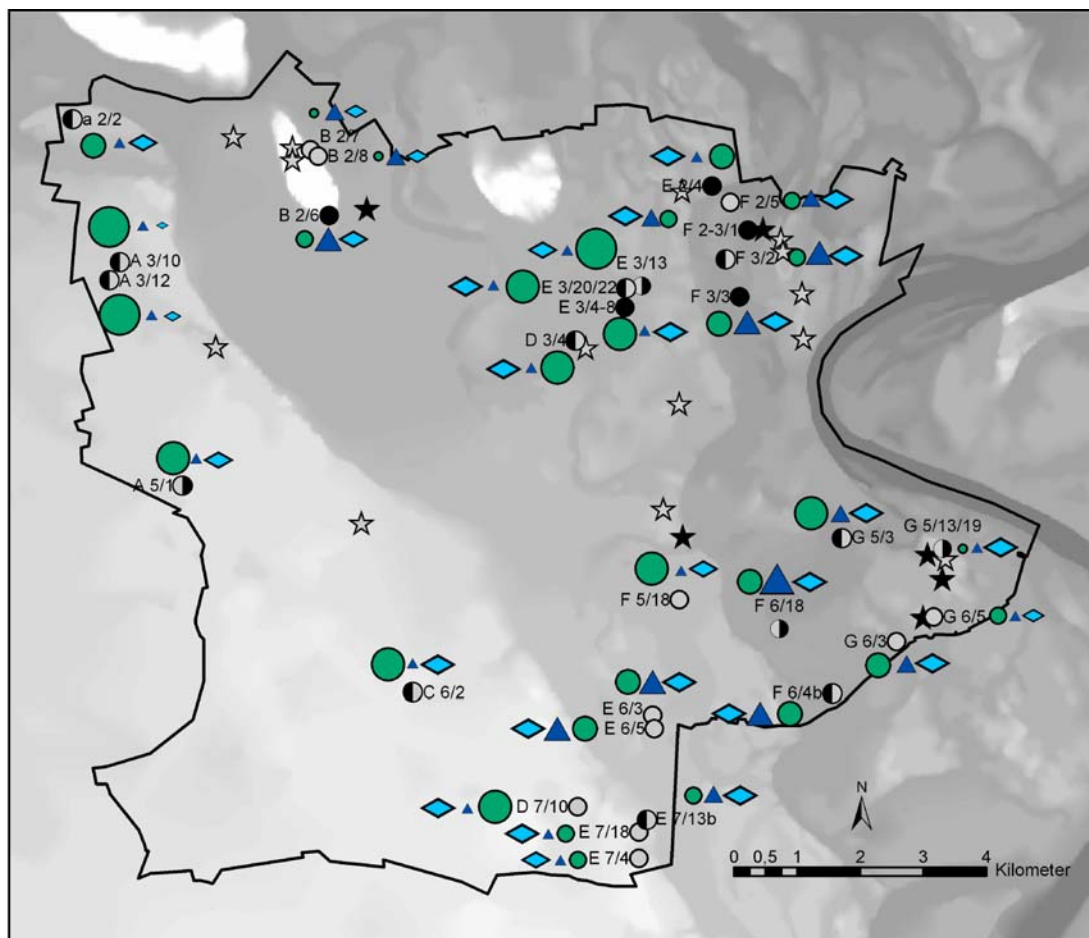 a 2/2
B 2/7
B 2/8
E 2/4
F 2/5
B 2/6
F 2-3/1
F 3/2
A 3/10
E 3/13
A 3/12
E 3/20/22
F 3/3
E 3/4-8
D 3/4
A 5/1
G 5/13/19
G 5/3
F 5/18
F 6/18
G 6/5
G 6/3
C 6/2
F 6/4b
E 6/3
E 6/5
D 7/10
E 7/13b
E 7/18
E 7/4
N
0 0,5 1 2 3 4
Kilometer